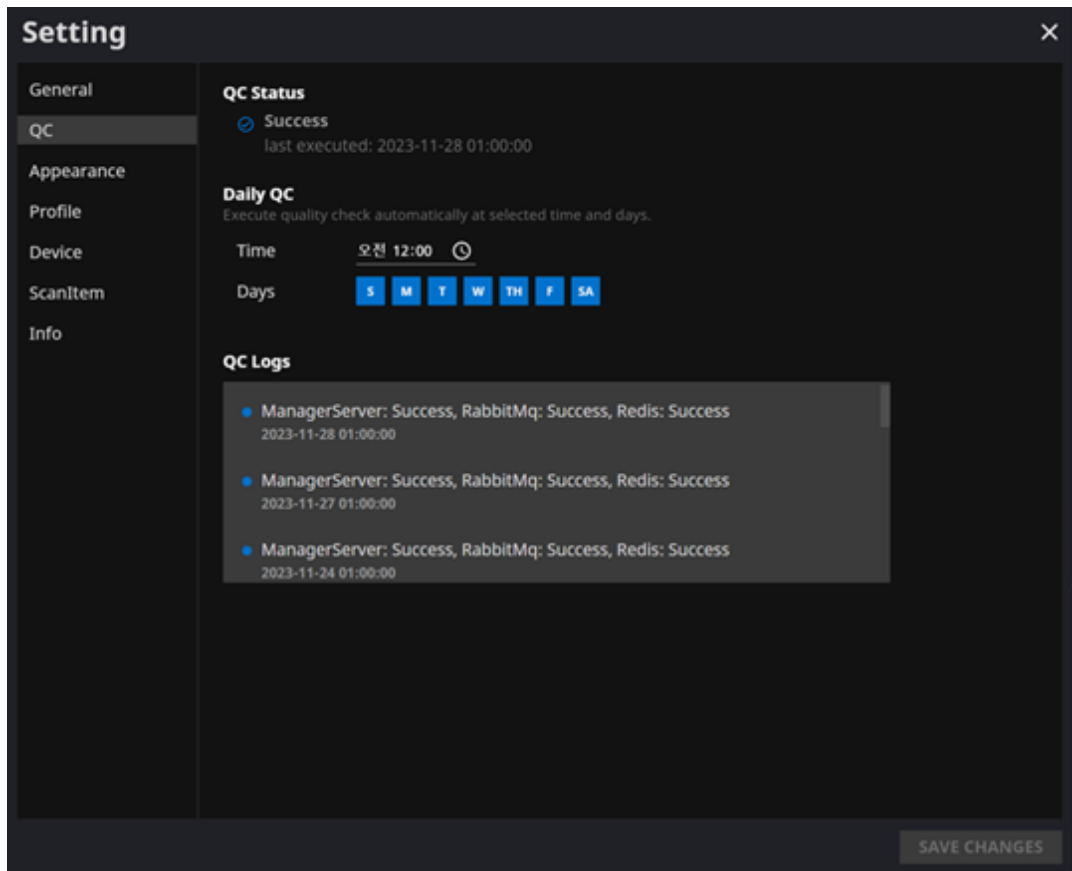 Setting
General
QC
Appearance
Profile
Device
ScanItem
Info
QC Status
Success
last executed: 2023-11-28 01:00:00
Daily QC
Execute quality check automatically at selected time and days.
Time 오전 12:00
Days S M T W TH F SA
QC Logs
ManagerServer: Success, RabbitMq: Success, Redis: Success
2023-11-28 01:00:00
ManagerServer: Success, RabbitMq: Success, Redis: Success
2023-11-27 01:00:00
ManagerServer: Success, RabbitMq: Success, Redis: Success
2023-11-24 01:00:00
SAVE CHANGES